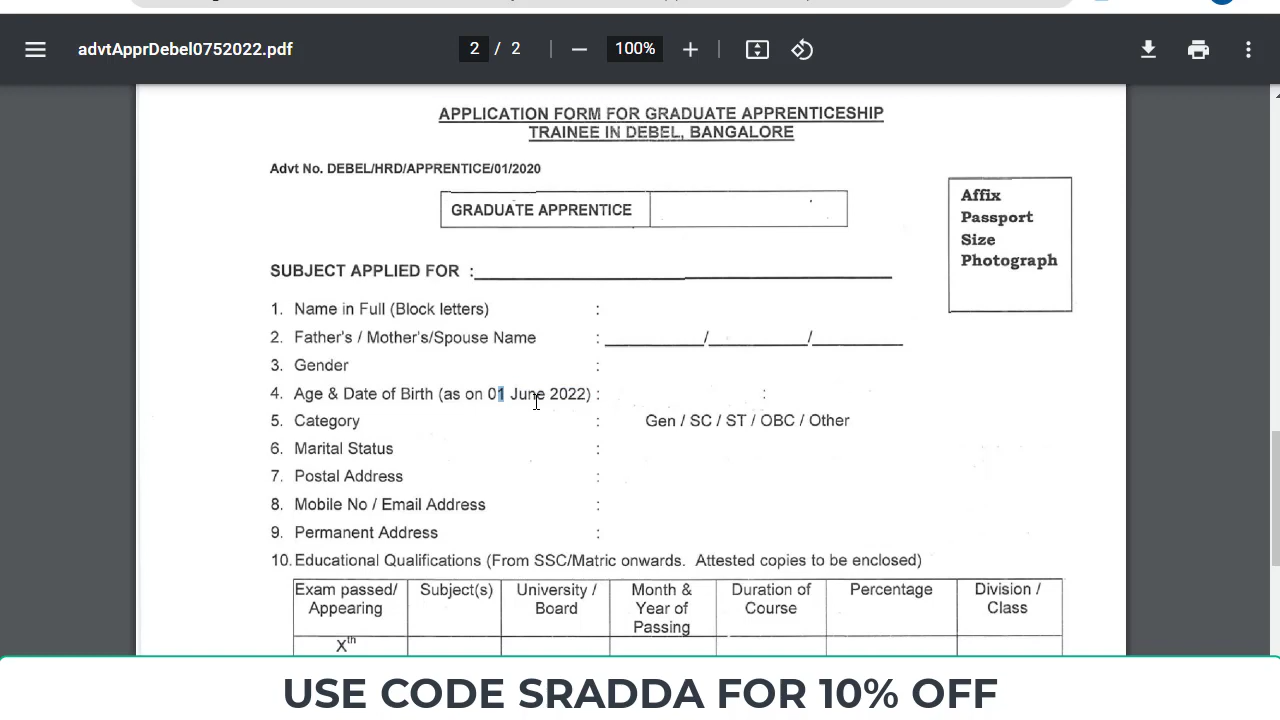 advtApprDebel0752022.pdf
2 / 2
100%
APPLICATION FORM FOR GRADUATE APPRENTICESHIP
TRAINEE IN DEBEL, BANGALORE
Advt No. DEBEL/HRD/APPRENTICE/01/2020
GRADUATE APPRENTICE
Affix
Passport
Size
Photograph
SUBJECT APPLIED FOR :
1. Name in Full (Block letters) :
2. Father's / Mother's/Spouse Name : / /
3. Gender :
4. Age & Date of Birth (as on 01 June 2022) : :
5. Category : Gen / SC / ST / OBC / Other
6. Marital Status :
7. Postal Address :
8. Mobile No / Email Address :
9. Permanent Address :
10. Educational Qualifications (From SSC/Matric onwards. Attested copies to be enclosed)
Exam passed/ Appearing
Subject(s)
University / Board
Month & Year of Passing
Duration of Course
Percentage
Division / Class
Xth
USE CODE SRADDA FOR 10% OFF